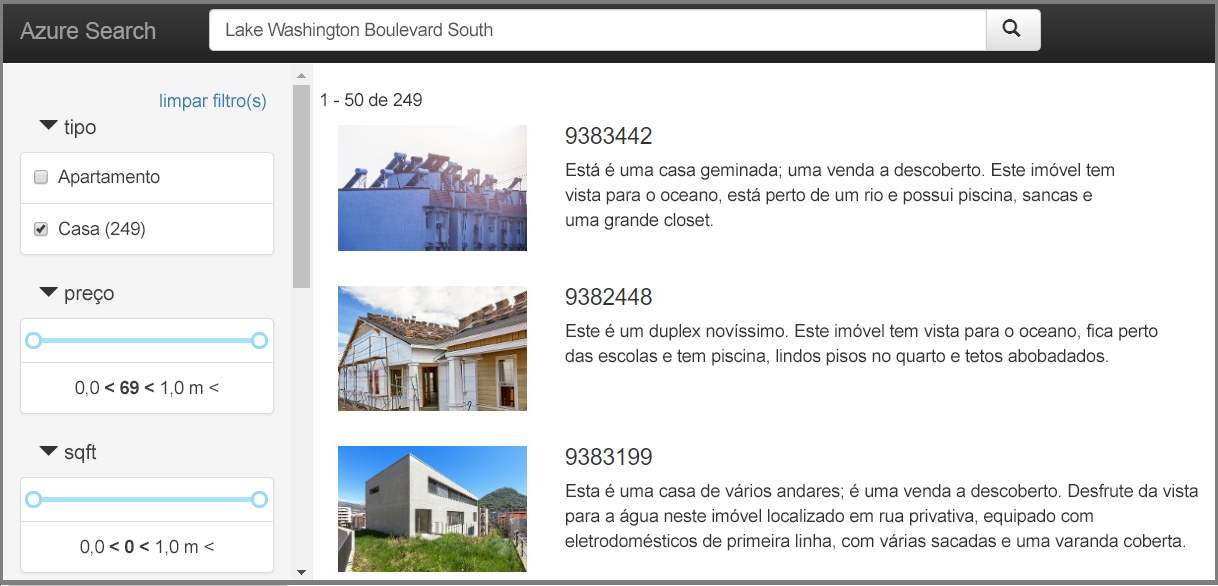 Azure Search
Lake Washington Boulevard South
limpar filtro(s)
tipo
Apartamento
Casa (249)
preço
0,0 < 69 < 1,0 m <
sqft
0,0 < 0 < 1,0 m <
1 - 50 de 249
9383442
Está é uma casa geminada; uma venda a descoberto. Este imóvel tem
vista para o oceano, está perto de um rio e possui piscina, sancas e
uma grande closet.
9382448
Este é um duplex novíssimo. Este imóvel tem vista para o oceano, fica perto
das escolas e tem piscina, lindos pisos no quarto e tetos abobadados.
9383199
Esta é uma casa de vários andares; é uma venda a descoberto. Desfrute da vista
para a água neste imóvel localizado em rua privativa, equipado com
eletrodomésticos de primeira linha, com várias sacadas e uma varanda coberta.